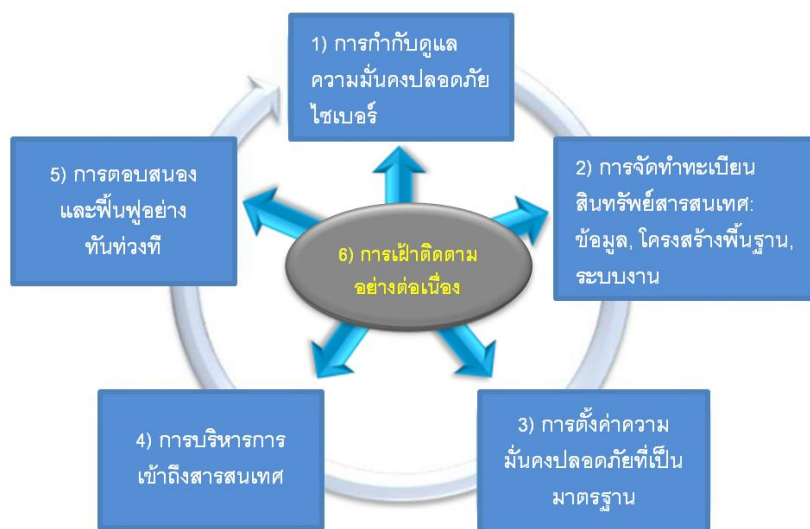 1) การกำกับดูแล
ความมั่นคงปลอดภัย
ไซเบอร์
2) การจัดทำทะเบียน
สินทรัพย์สารสนเทศ:
ข้อมูล, โครงสร้างพื้นฐาน,
ระบบงาน
3) การตั้งค่าความ
มั่นคงปลอดภัยที่เป็น
มาตรฐาน
4) การบริหารการ
เข้าถึงสารสนเทศ
5) การตอบสนอง
และฟื้นฟูอย่าง
ทันท่วงที
6) การเฝ้าติดตาม
อย่างต่อเนื่อง